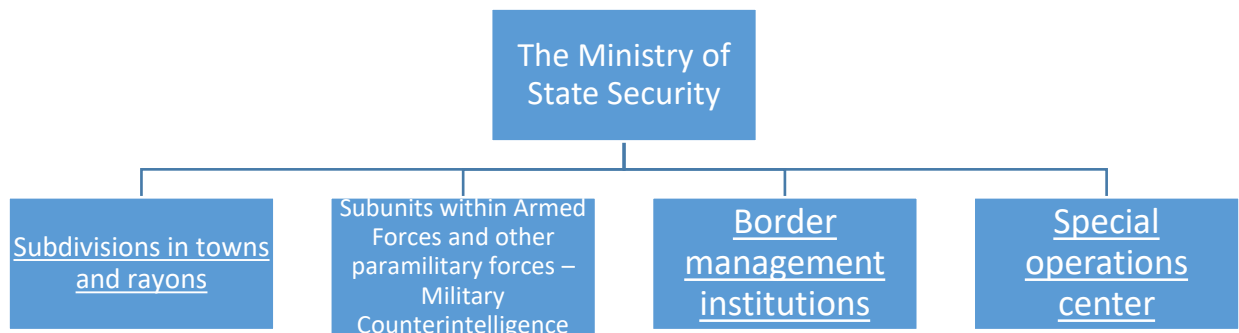 The Ministry of
State Security
Subdivisions in towns
and rayons
Subunits within Armed
Forces and other
paramilitary forces –
Military
Counterintelligence
Border
management
institutions
Special
operations
center